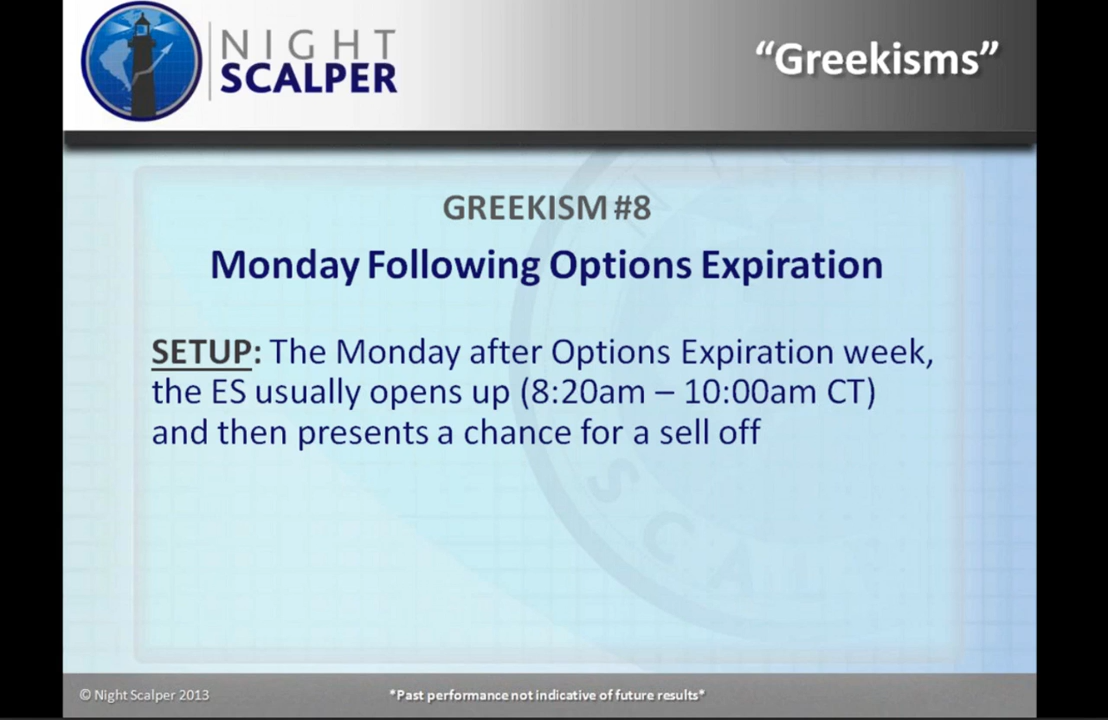 NIGHT
SCALPER
“Greekisms”
GREEKISM #8
Monday Following Options Expiration
SETUP: The Monday after Options Expiration week,
the ES usually opens up (8:20am – 10:00am CT)
and then presents a chance for a sell off
SCAL
© Night Scalper 2013
*Past performance not indicative of future results*